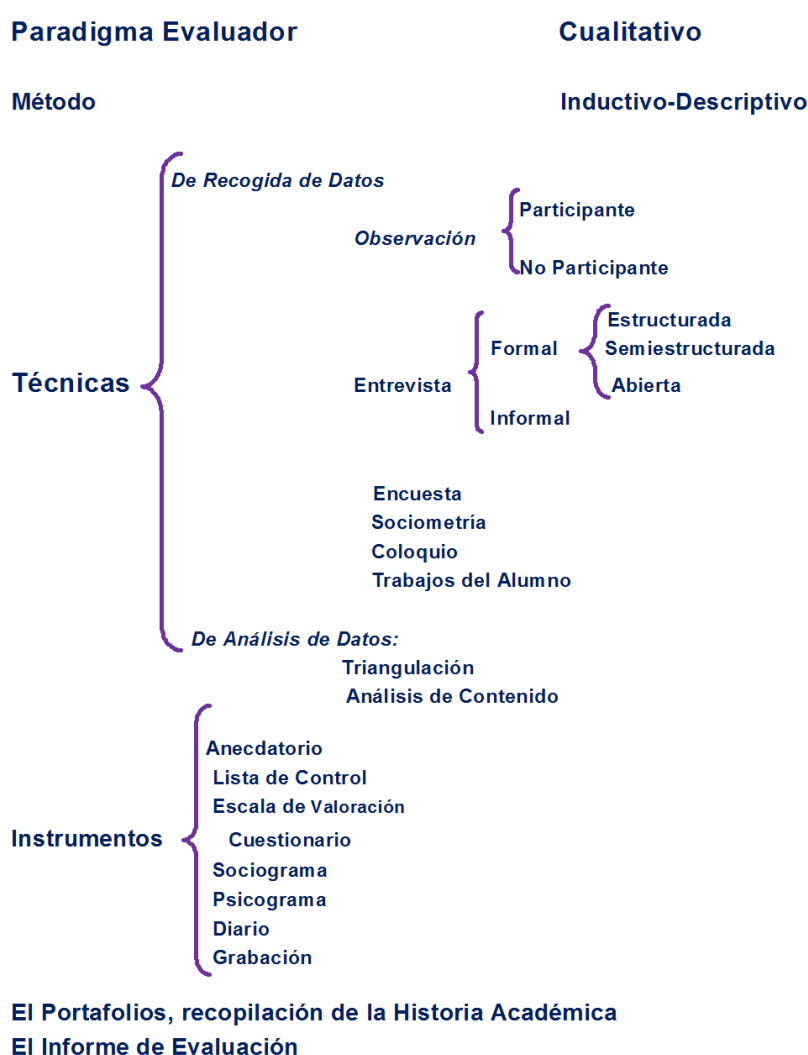 Paradigma Evaluador Cualitativo
Método Inductivo-Descriptivo
De Recogida de Datos
Participante
Observación
No Participante
Estructurada
Formal Semiestructurada
Técnicas Entrevista Abierta
Informal
Encuesta
Sociometría
Coloquio
Trabajos del Alumno
De Análisis de Datos:
Triangulación
Análisis de Contenido
Anecdatorio
Lista de Control
Escala de Valoración
Instrumentos Cuestionario
Sociograma
Psicograma
Diario
Grabación
El Portafolios, recopilación de la Historia Académica
El Informe de Evaluación